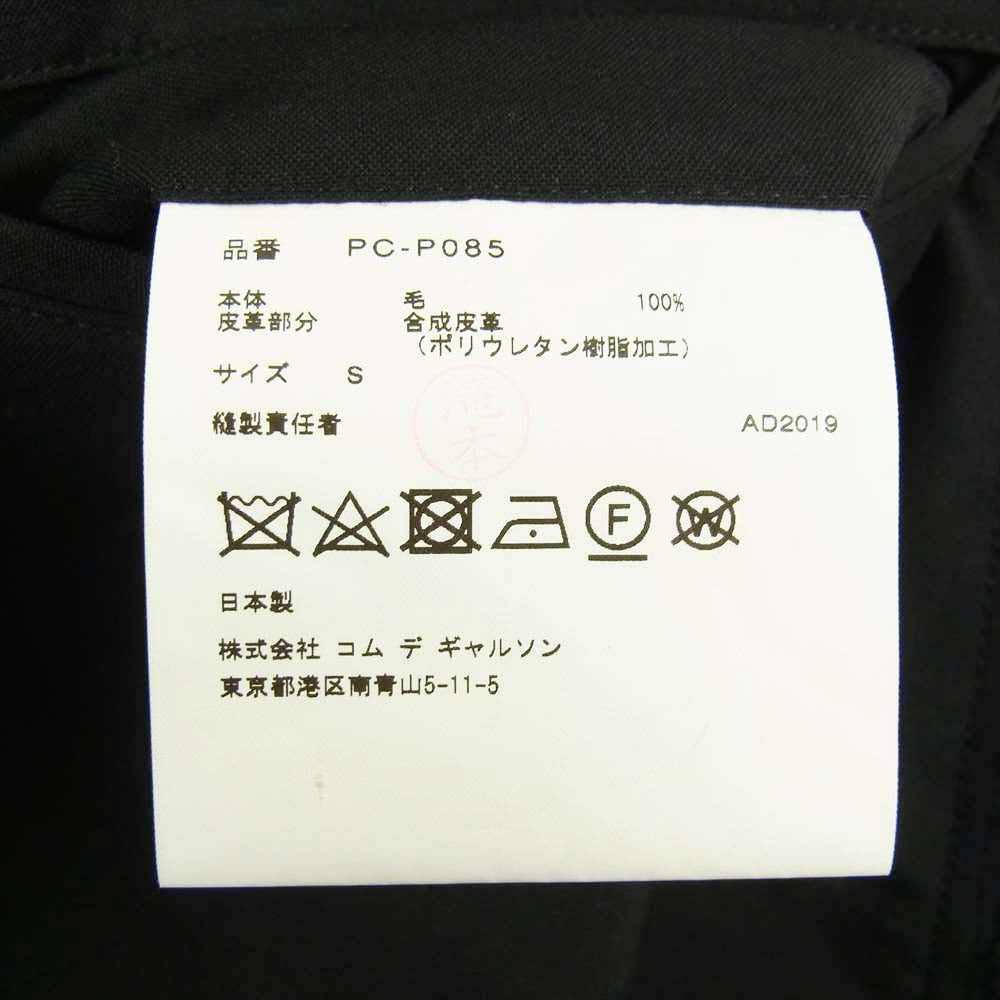 品番 PC-P085
本体 毛 100%
皮革部分 合成皮革
(ポリウレタン樹脂加工)
サイズ S
滝本
縫製責任者 AD2019
F W
日本製
株式会社 コム デ ギャルソン
東京都港区南青山5-11-5